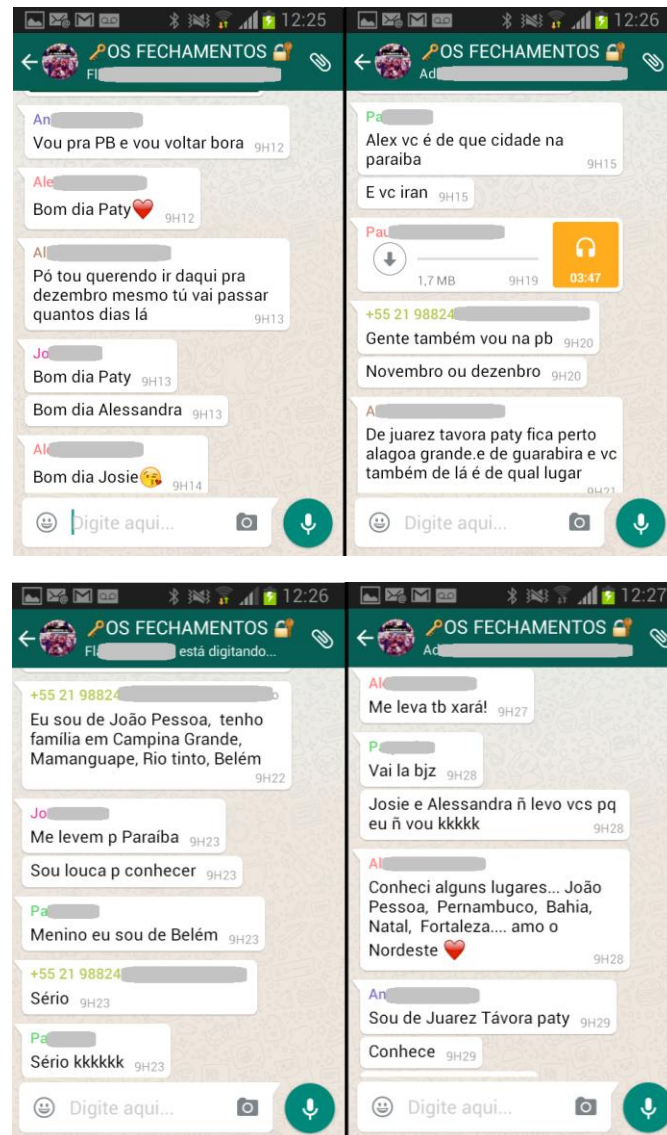 12:25
🔑OS FECHAMENTOS 🔐
Fl
An
Vou pra PB e vou voltar bora 9H12
Ale
Bom dia Paty❤️ 9H12
Al
Pó tou querendo ir daqui pra
dezembro mesmo tú vai passar
quantos dias lá 9H13
Jo
Bom dia Paty 9H13
Bom dia Alessandra 9H13
Al
Bom dia Josie😘 9H14
Digite aqui...
12:26
🔑OS FECHAMENTOS 🔐
Ad
Pa
Alex vc é de que cidade na
paraiba 9H15
E vc iran 9H15
Pau
1,7 MB 9H19 03:47
+55 21 98824
Gente também vou na pb 9H20
Novembro ou dezenbro 9H20
A
De juarez tavora paty fica perto
alagoa grande.e de guarabira e vc
também de lá é de qual lugar
9H21
Digite aqui...
12:26
🔑OS FECHAMENTOS 🔐
Fl está digitando...
+55 21 98824
Eu sou de João Pessoa, tenho
família em Campina Grande,
Mamanguape, Rio tinto, Belém
9H22
Jo
Me levem p Paraíba 9H23
Sou louca p conhecer 9H23
Pa
Menino eu sou de Belém 9H23
+55 21 98824
Sério 9H23
Pa
Sério kkkkkk 9H23
Digite aqui...
12:27
🔑OS FECHAMENTOS 🔐
Ad
Al
Me leva tb xará! 9H27
P
Vai la bjz 9H28
Josie e Alessandra ñ levo vcs pq
eu ñ vou kkkkk 9H28
Al
Conheci alguns lugares... João
Pessoa, Pernambuco, Bahia,
Natal, Fortaleza.... amo o
Nordeste ❤️ 9H28
An
Sou de Juarez Távora paty 9H29
Conhece 9H29
Digite aqui...